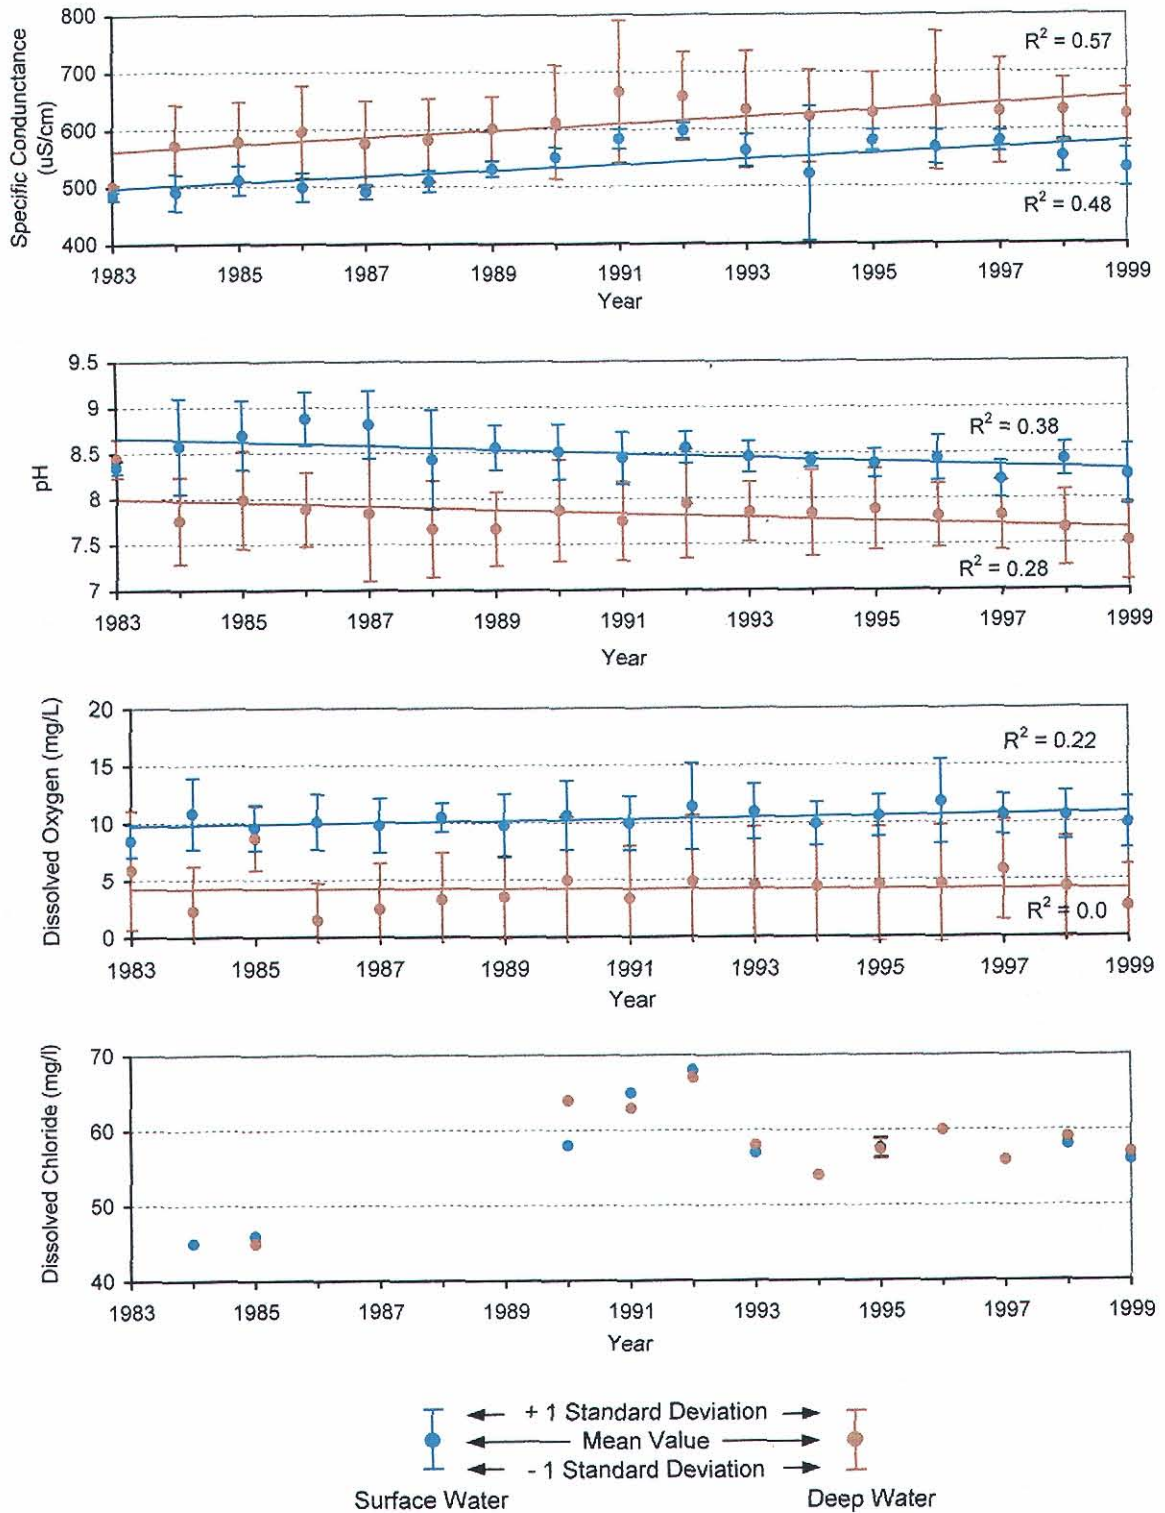 Specific Condunctance
(uS/cm)
800
700
600
500
400
R² = 0.57
R² = 0.48
1983 1985 1987 1989 1991 1993 1995 1997 1999
Year
pH
9.5
9
8.5
8
7.5
7
R² = 0.38
R² = 0.28
1983 1985 1987 1989 1991 1993 1995 1997 1999
Year
Dissolved Oxygen (mg/L)
20
15
10
5
0
R² = 0.22
R² = 0.0
1983 1985 1987 1989 1991 1993 1995 1997 1999
Year
Dissolved Chloride (mg/l)
70
60
50
40
1983 1985 1987 1989 1991 1993 1995 1997 1999
Year
+ 1 Standard Deviation
Mean Value
- 1 Standard Deviation
Surface Water Deep Water